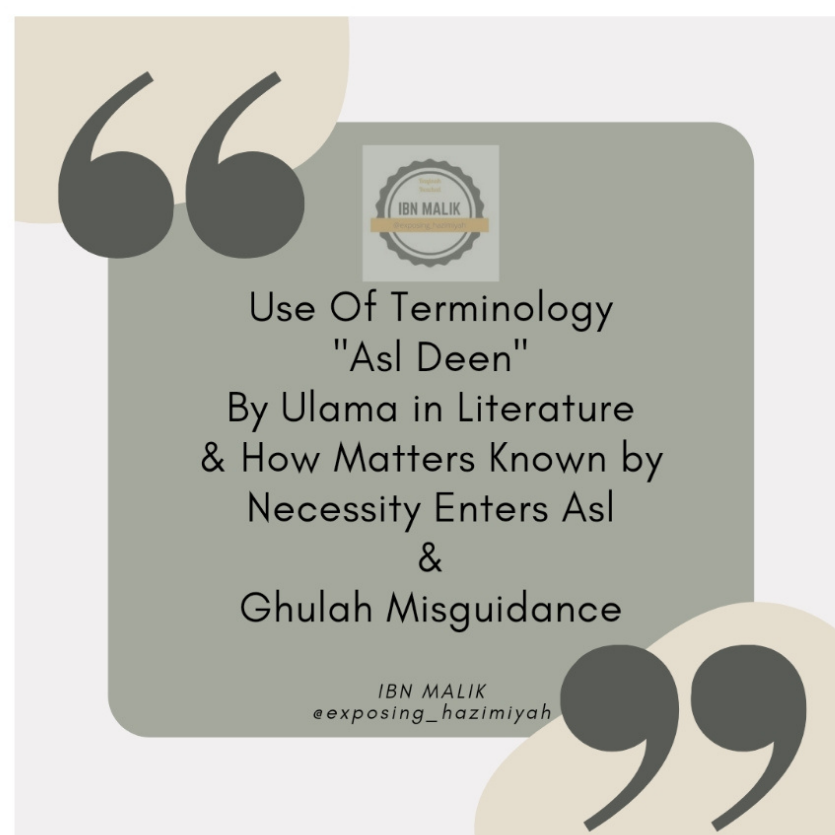 IBN MALIK
@exposing_hazimiyah
Use Of Terminology
"Asl Deen"
By Ulama in Literature
& How Matters Known by
Necessity Enters Asl
&
Ghulah Misguidance
IBN MALIK
@exposing_hazimiyah